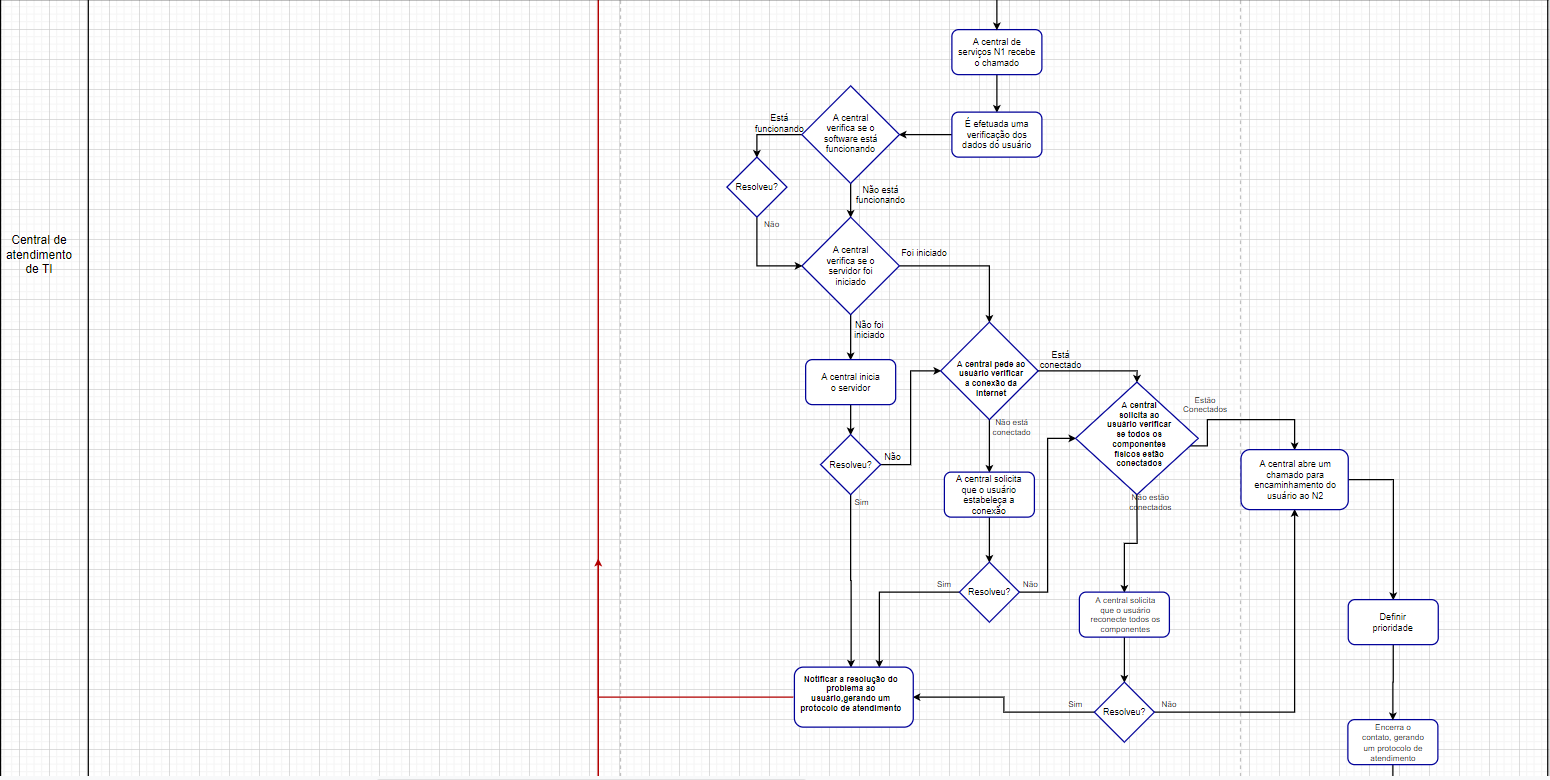 A central de
serviços N1 recebe
o chamado
É efetuada uma
verificação dos
dados do usuário
A central
verifica se o
software está
funcionando
Está
funcionando
Resolveu?
Não
Não está
funcionando
Central de
atendimento
de TI
A central
verifica se o
servidor foi
iniciado
Foi iniciado
Não foi
iniciado
A central inicia
o servidor
Resolveu?
Não
Sim
A central pede ao
usuário verificar
a conexão da
internet
Está
conectado
Não está
conectado
A central solicita
que o usuário
estabeleça a
conexão
Resolveu?
Sim
Não
A central
solicita ao
usuário verificar
se todos os
componentes
físicos estão
conectados
Estão
Conectados
Não estão
conectados
A central solicita
que o usuário
reconecte todos os
componentes
Resolveu?
Sim
Não
A central abre um
chamado para
encaminhamento do
usuário ao N2
Definir
prioridade
Notificar a resolução do
problema ao
usuário,gerando um
protocolo de atendimento
Encerra o
contato, gerando
um protocolo de
atendimento